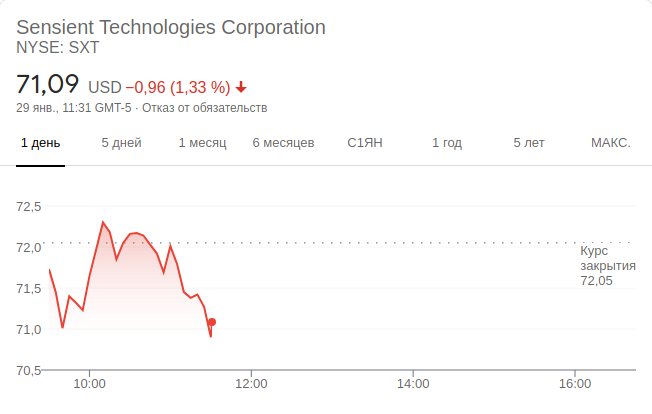 Sensient Technologies Corporation
NYSE: SXT
71,09 USD −0,96 (1,33 %)
29 янв., 11:31 GMT-5 · Отказ от обязательств
1 день 5 дней 1 месяц 6 месяцев С1ЯН 1 год 5 лет МАКС.
72,5
72,0
Курс
закрытия
71,5 72,05
71,0
70,5
10:00 12:00 14:00 16:00